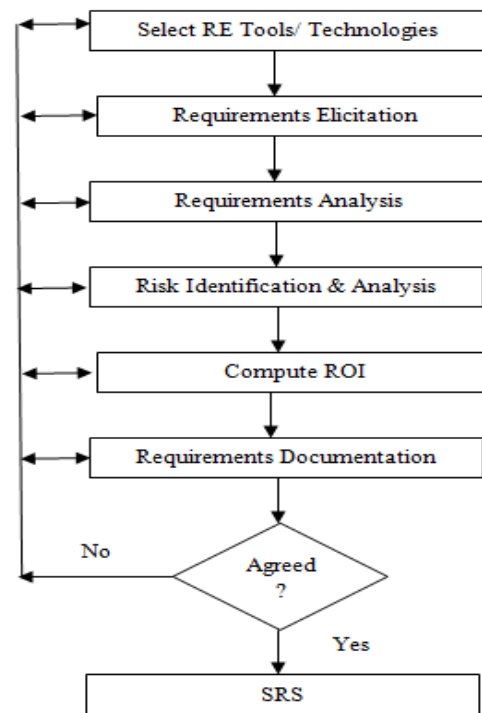 Select RE Tools/ Technologies
Requirements Elicitation
Requirements Analysis
Risk Identification & Analysis
Compute ROI
Requirements Documentation
No
Agreed
?
Yes
SRS